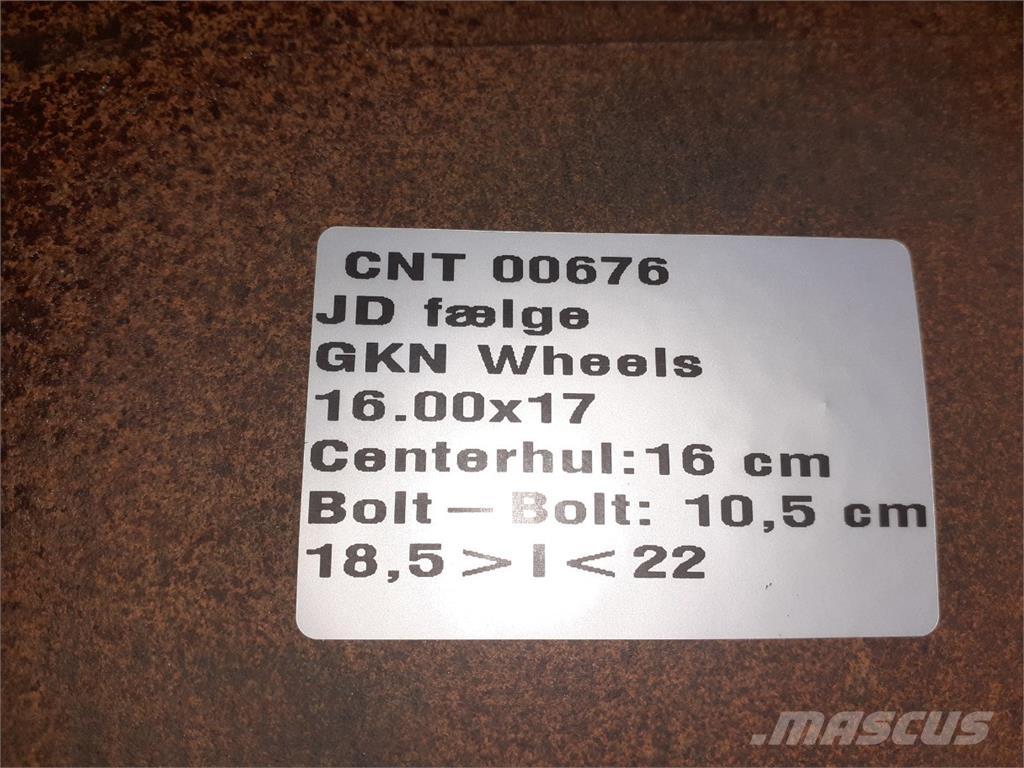 CNT 00676
JD fælge
GKN Wheels
16.00x17
Centerhul:16 cm
Bolt – Bolt: 10,5 cm
18,5 > I < 22
.MASCUS